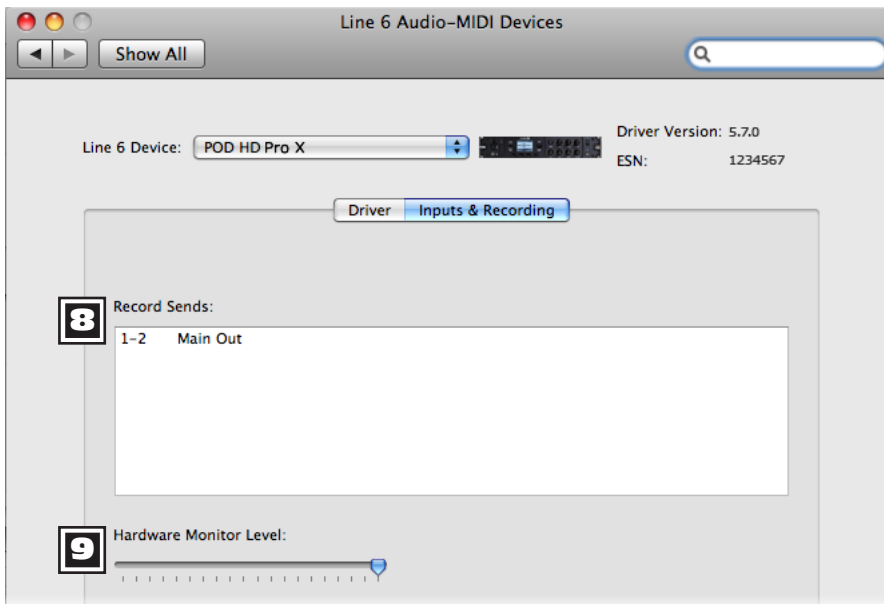 Line 6 Audio-MIDI Devices
Show All
Line 6 Device: POD HD Pro X
Driver Version: 5.7.0
ESN: 1234567
Driver Inputs & Recording
8 Record Sends:
1-2 Main Out
9 Hardware Monitor Level: